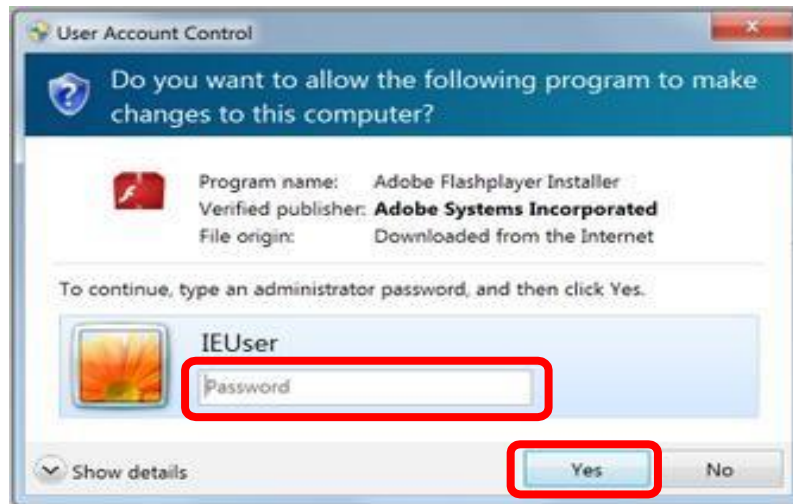 User Account Control
Do you want to allow the following program to make
changes to this computer?
Program name: Adobe Flashplayer Installer
Verified publisher: Adobe Systems Incorporated
File origin: Downloaded from the Internet
To continue, type an administrator password, and then click Yes.
IEUser
Password
Show details Yes No